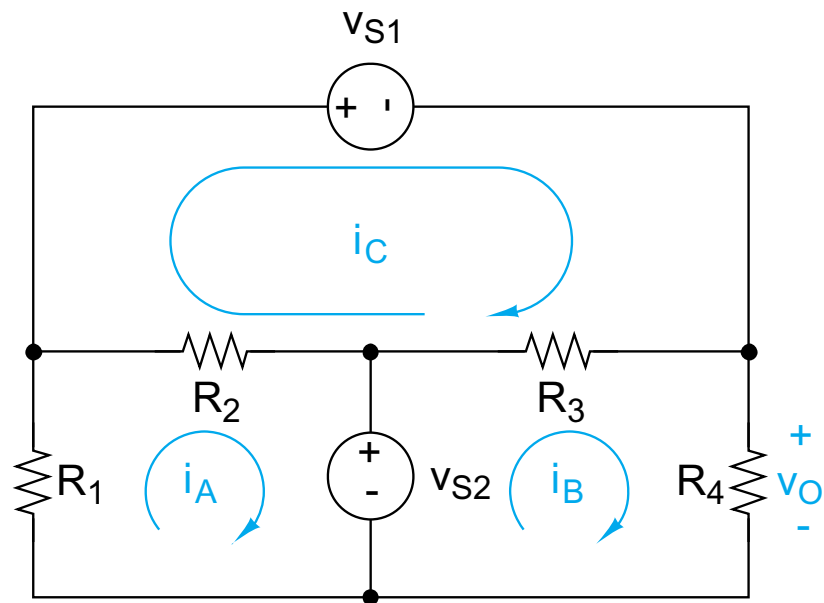 vS1
+ -
iC
R2
R3
R1
iA
+
-
vS2
iB
R4
+
vO
-